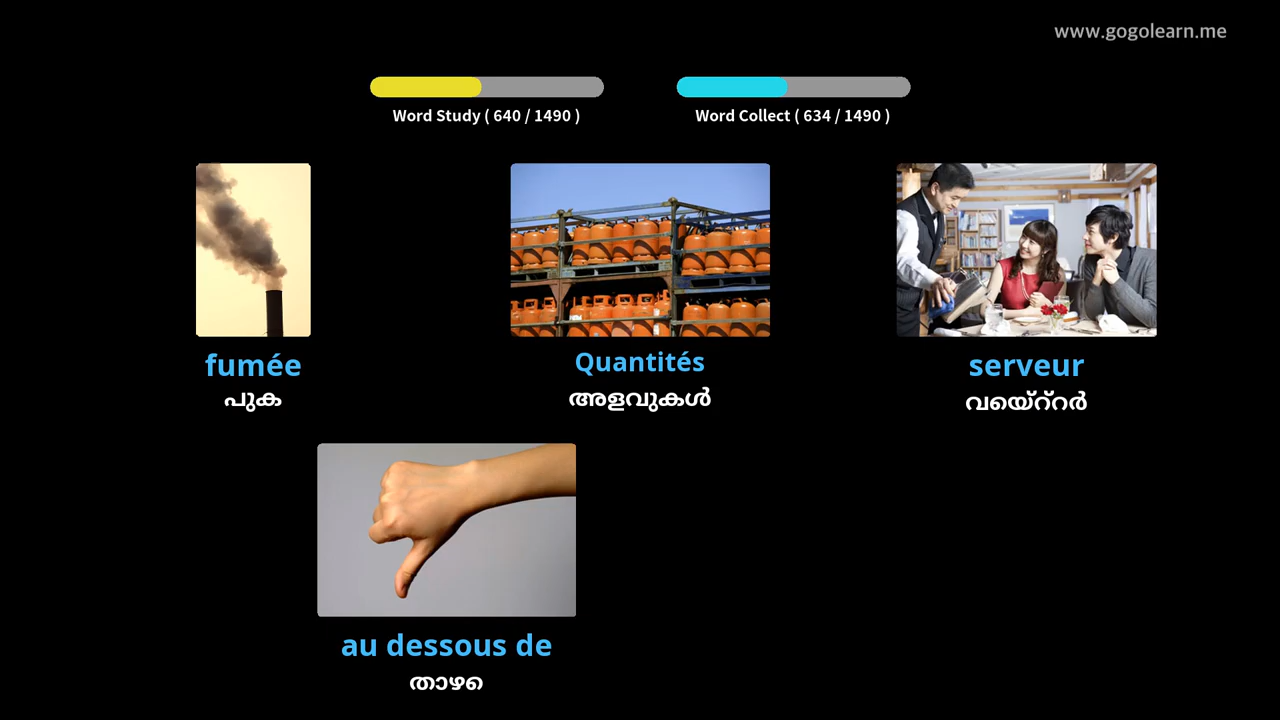 www.gogolearn.me
Word Study ( 640 / 1490 )
Word Collect ( 634 / 1490 )
fumée
പുക
Quantités
അളവുകൾ
serveur
വയെ്റ്റർ
au dessous de
താഴെ